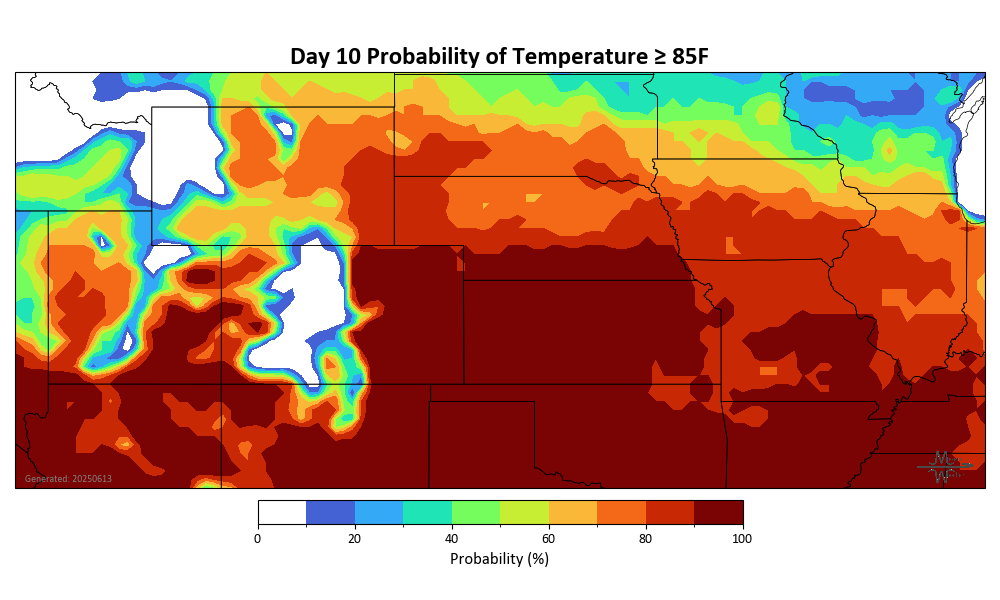 Day 10 Probability of Temperature ≥ 85F
Generated: 20250613
0 20 40 60 80 100
Probability (%)